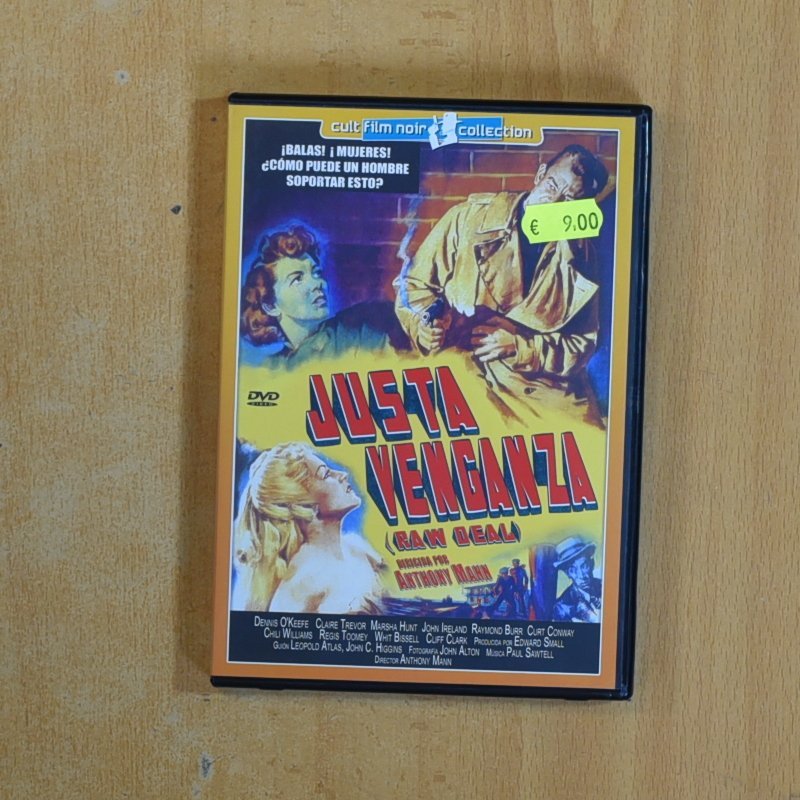 cult film noir collection
¡BALAS! ¡ MUJERES!
¿CÓMO PUEDE UN HOMBRE
SOPORTAR ESTO?
€ 9.00
DVD
VIDEO
JUSTA
VENGANZA
(RAW DEAL)
DIRIGIDA POR
ANTHONY MANN
DENNIS O'KEEFE CLAIRE TREVOR MARSHA HUNT JOHN IRELAND RAYMOND BURR CURT CONWAY
CHILI WILLIAMS REGIS TOOMEY WHIT BISSELL CLIFF CLARK PRODUCIDA POR EDWARD SMALL
GUIÓN LEOPOLD ATLAS, JOHN C. HIGGINS FOTOGRAFÍA JOHN ALTON MÚSICA PAUL SAWTELL
DIRECTOR ANTHONY MANN